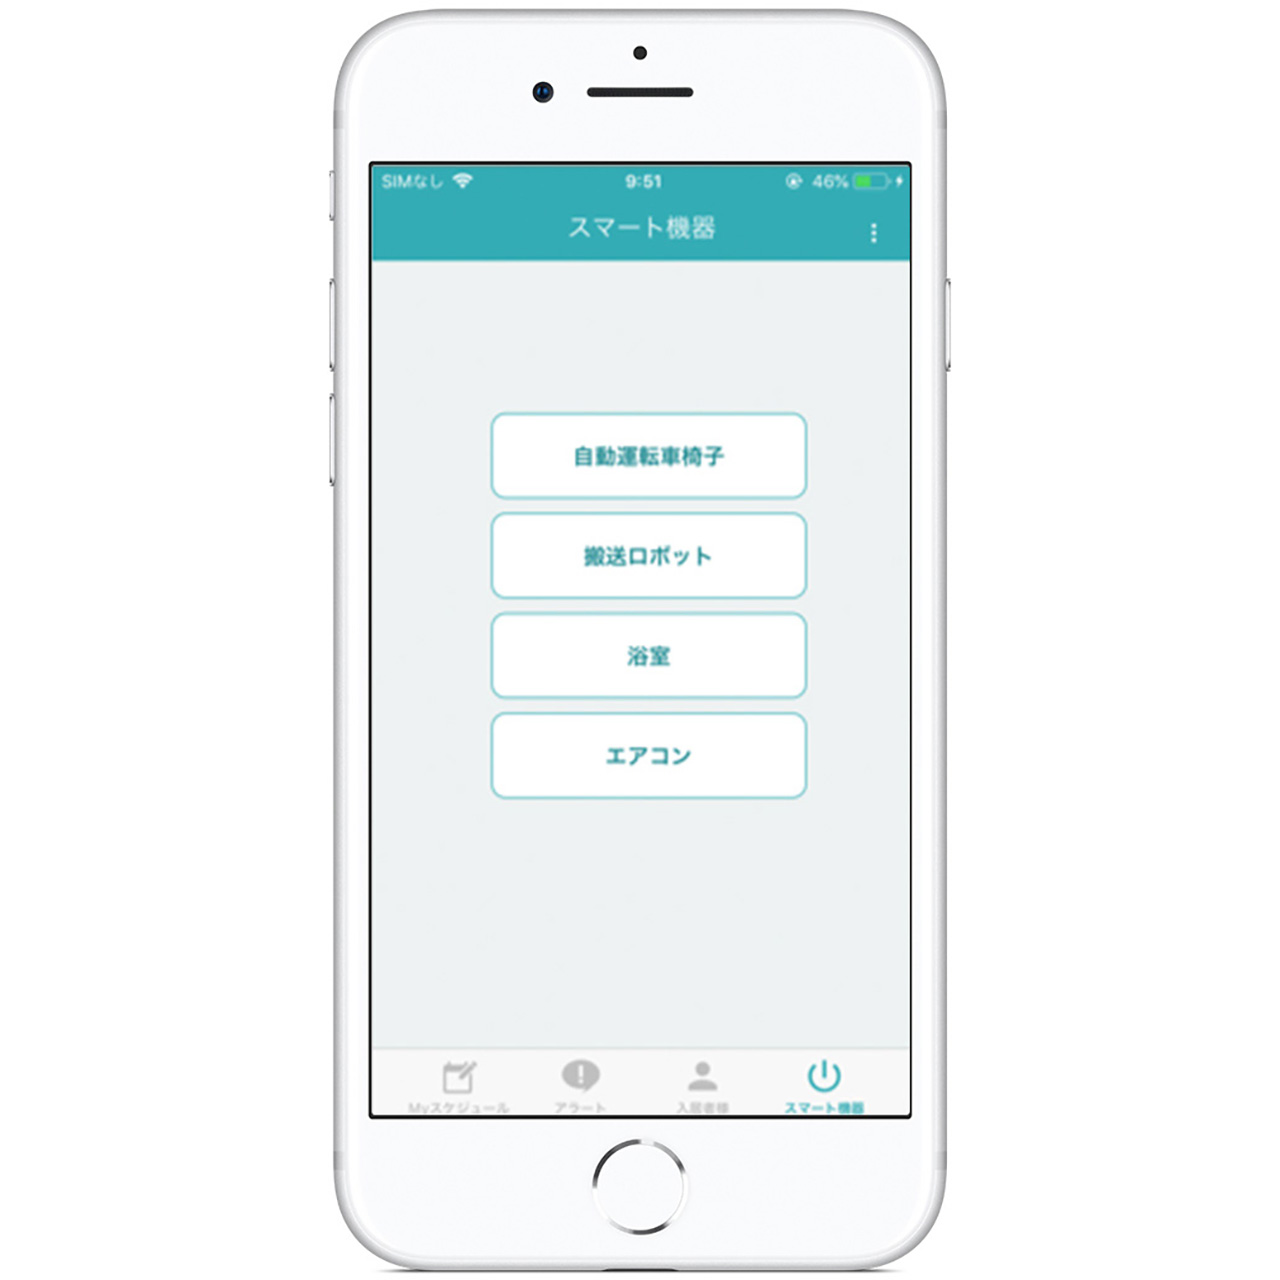 SIMなし
9:51
46%
スマート機器
自動運転車椅子
搬送ロボット
浴室
エアコン
Myスケジュール
アラート
入居者様
スマート機器